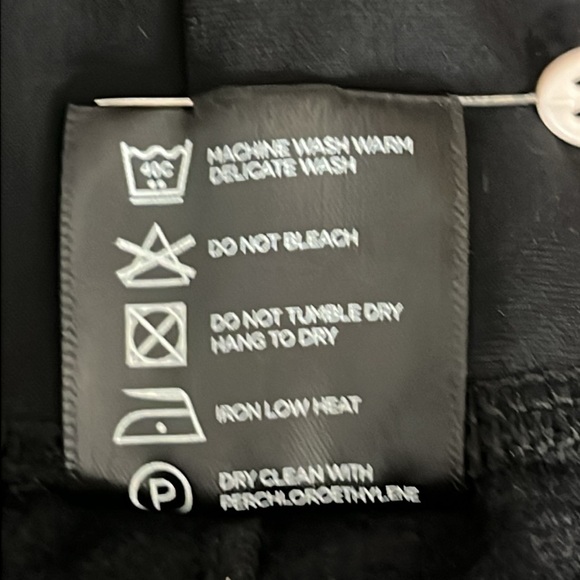 40C
MACHINE WASH WARM
DELICATE WASH
DO NOT BLEACH
DO NOT TUMBLE DRY
HANG TO DRY
IRON LOW HEAT
P
DRY CLEAN WITH
PERCHLOROETHYLENE